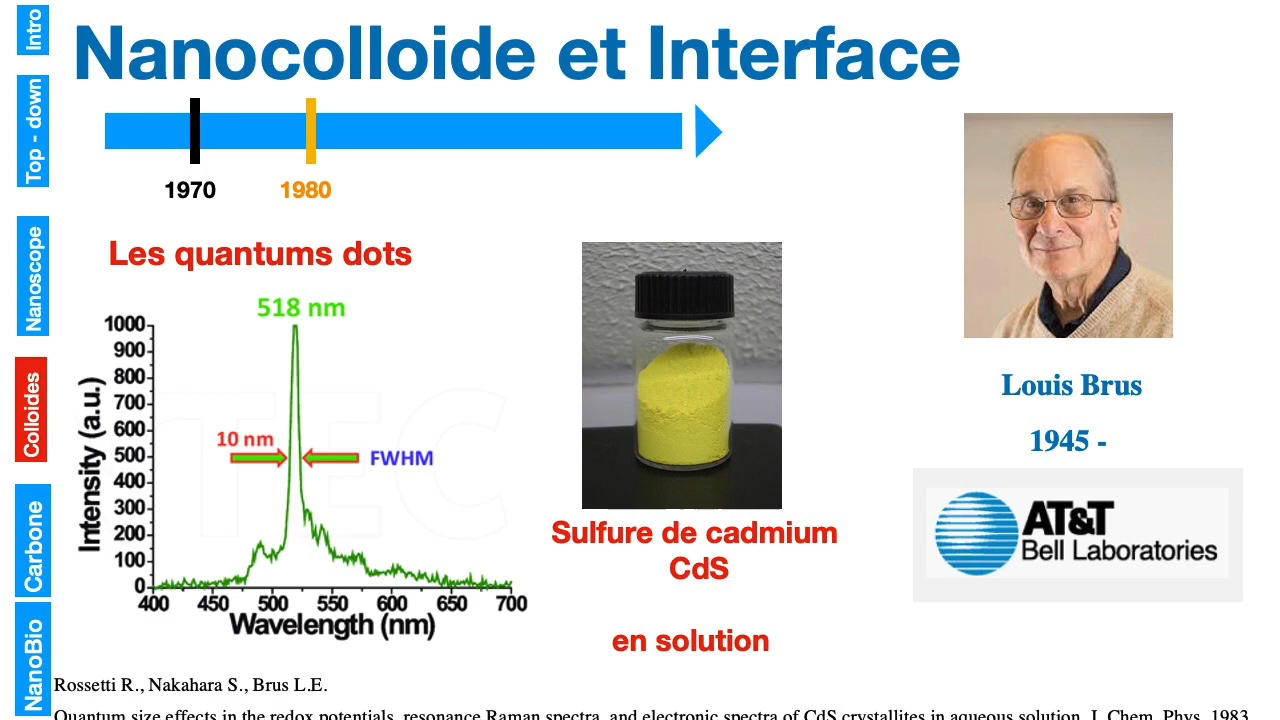 Nanocolloide et Interface
Intro
Top - down
Nanoscope
Colloides
Carbone
NanoBio
1970
1980
Les quantums dots
518 nm
1000
900
800
700
600
500
400
300
200
100
0
Intensity (a.u.)
10 nm
FWHM
TEC
400 450 500 550 600 650 700
Wavelength (nm)
Sulfure de cadmium
CdS
en solution
Louis Brus
1945 -
AT&T
Bell Laboratories
Rossetti R., Nakahara S., Brus L.E.
Quantum size effects in the redox potentials, resonance Raman spectra, and electronic spectra of CdS crystallites in aqueous solution, J. Chem. Phys. 1983